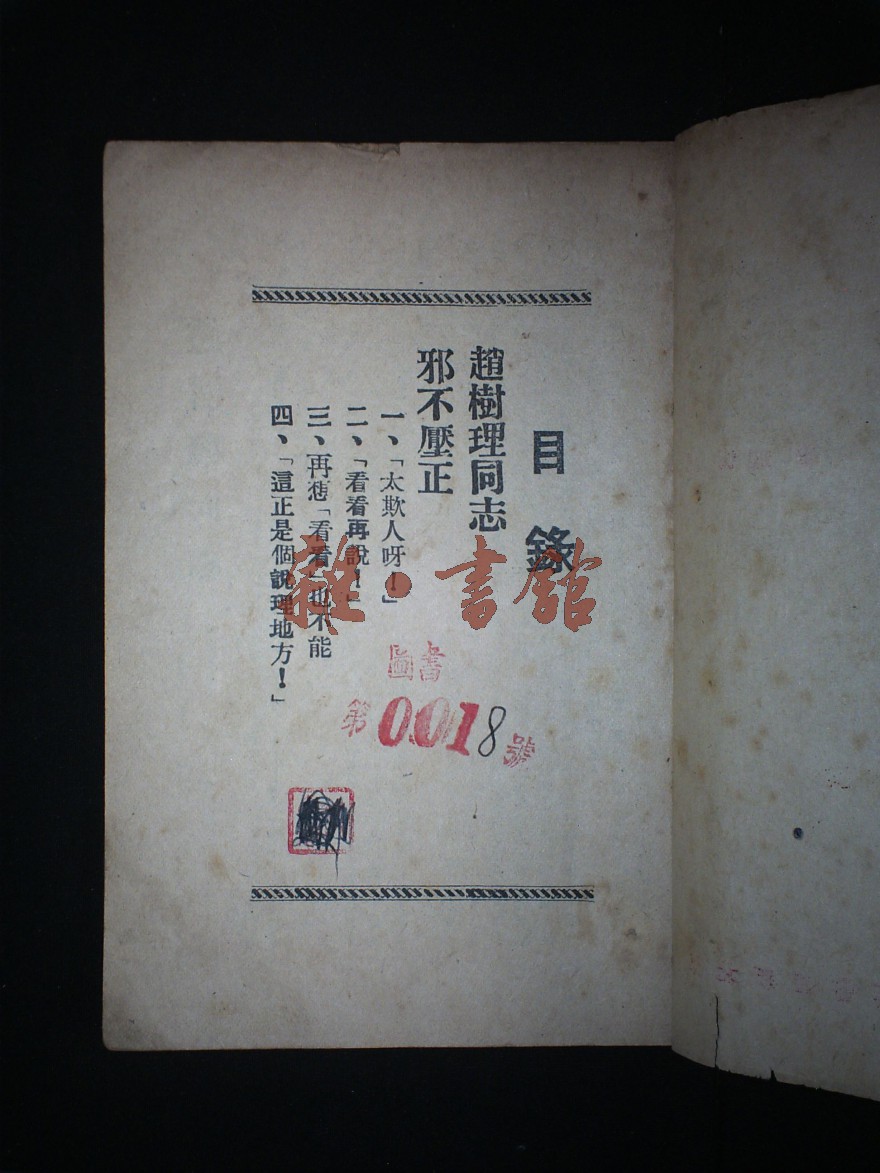 目錄
趙樹理同志
邪不壓正
一、「太欺人呀！」
二、「看看再說！」
三、再想「看看」也不能
四、「這正是個說理地方！」
雜·書館
圖書
第0018號